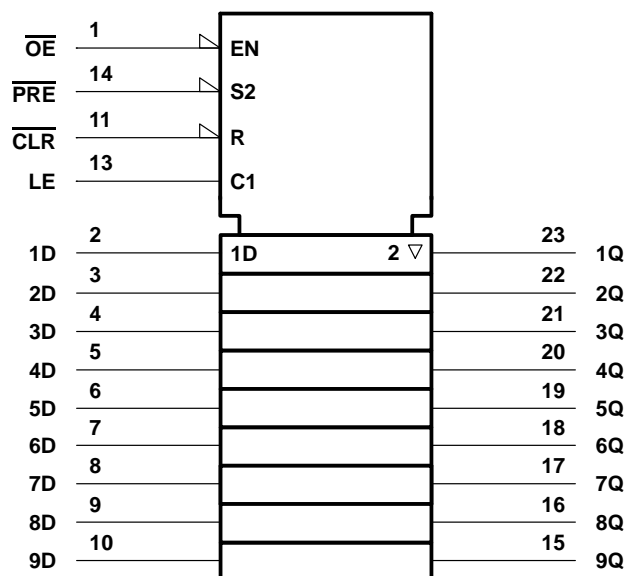 OE 1 EN
PRE 14 S2
CLR 11 R
LE 13 C1
1D 2 1D 2 ▽ 23 1Q
2D 3 22 2Q
3D 4 21 3Q
4D 5 20 4Q
5D 6 19 5Q
6D 7 18 6Q
7D 8 17 7Q
8D 9 16 8Q
9D 10 15 9Q